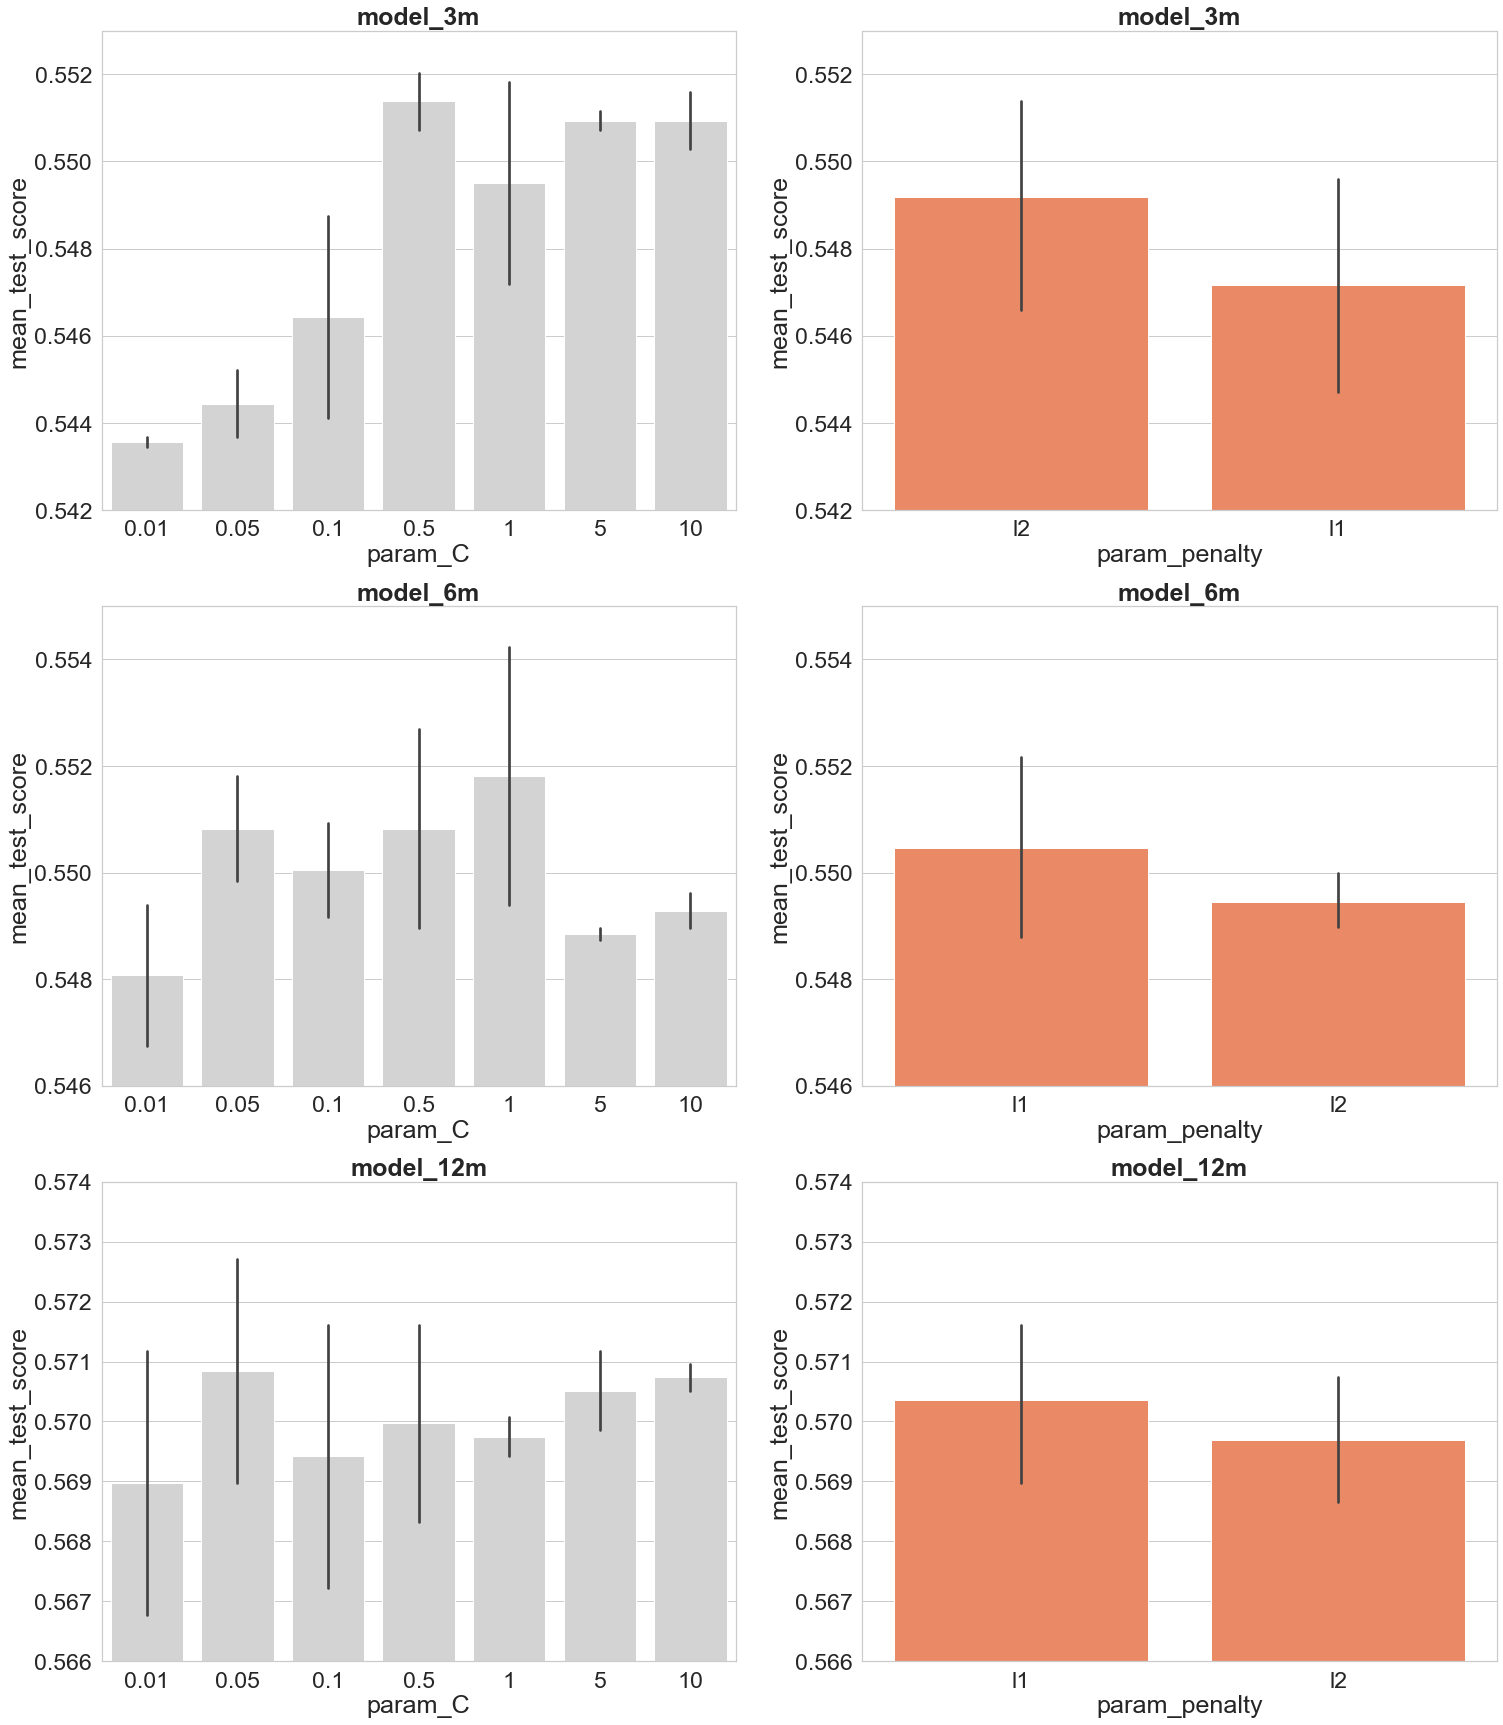 model_3m
mean_test_score
0.552
0.550
0.548
0.546
0.544
0.542
0.01 0.05 0.1 0.5 1 5 10
param_C
model_3m
mean_test_score
0.552
0.550
0.548
0.546
0.544
0.542
l2 l1
param_penalty
model_6m
mean_test_score
0.554
0.552
0.550
0.548
0.546
0.01 0.05 0.1 0.5 1 5 10
param_C
model_6m
mean_test_score
0.554
0.552
0.550
0.548
0.546
l1 l2
param_penalty
model_12m
mean_test_score
0.574
0.573
0.572
0.571
0.570
0.569
0.568
0.567
0.566
0.01 0.05 0.1 0.5 1 5 10
param_C
model_12m
mean_test_score
0.574
0.573
0.572
0.571
0.570
0.569
0.568
0.567
0.566
l1 l2
param_penalty